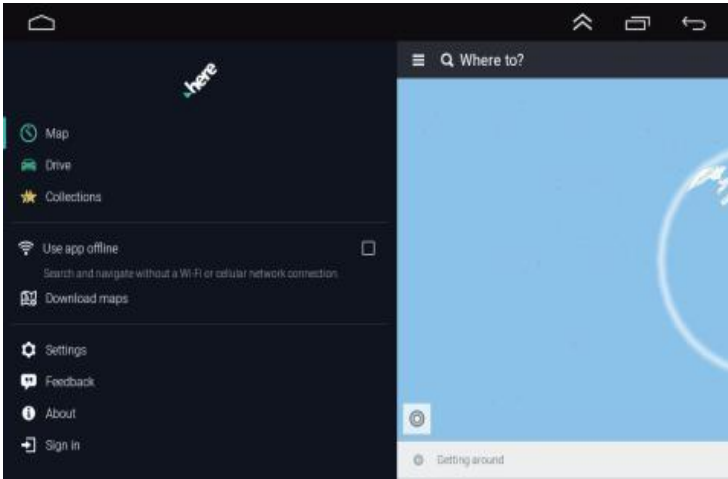 here
Map
Drive
Collections
Use app offline
Search and navigate without a Wi-Fi or cellular network connection
Download maps
Settings
Feedback
About
Sign in
Where to?
Getting around